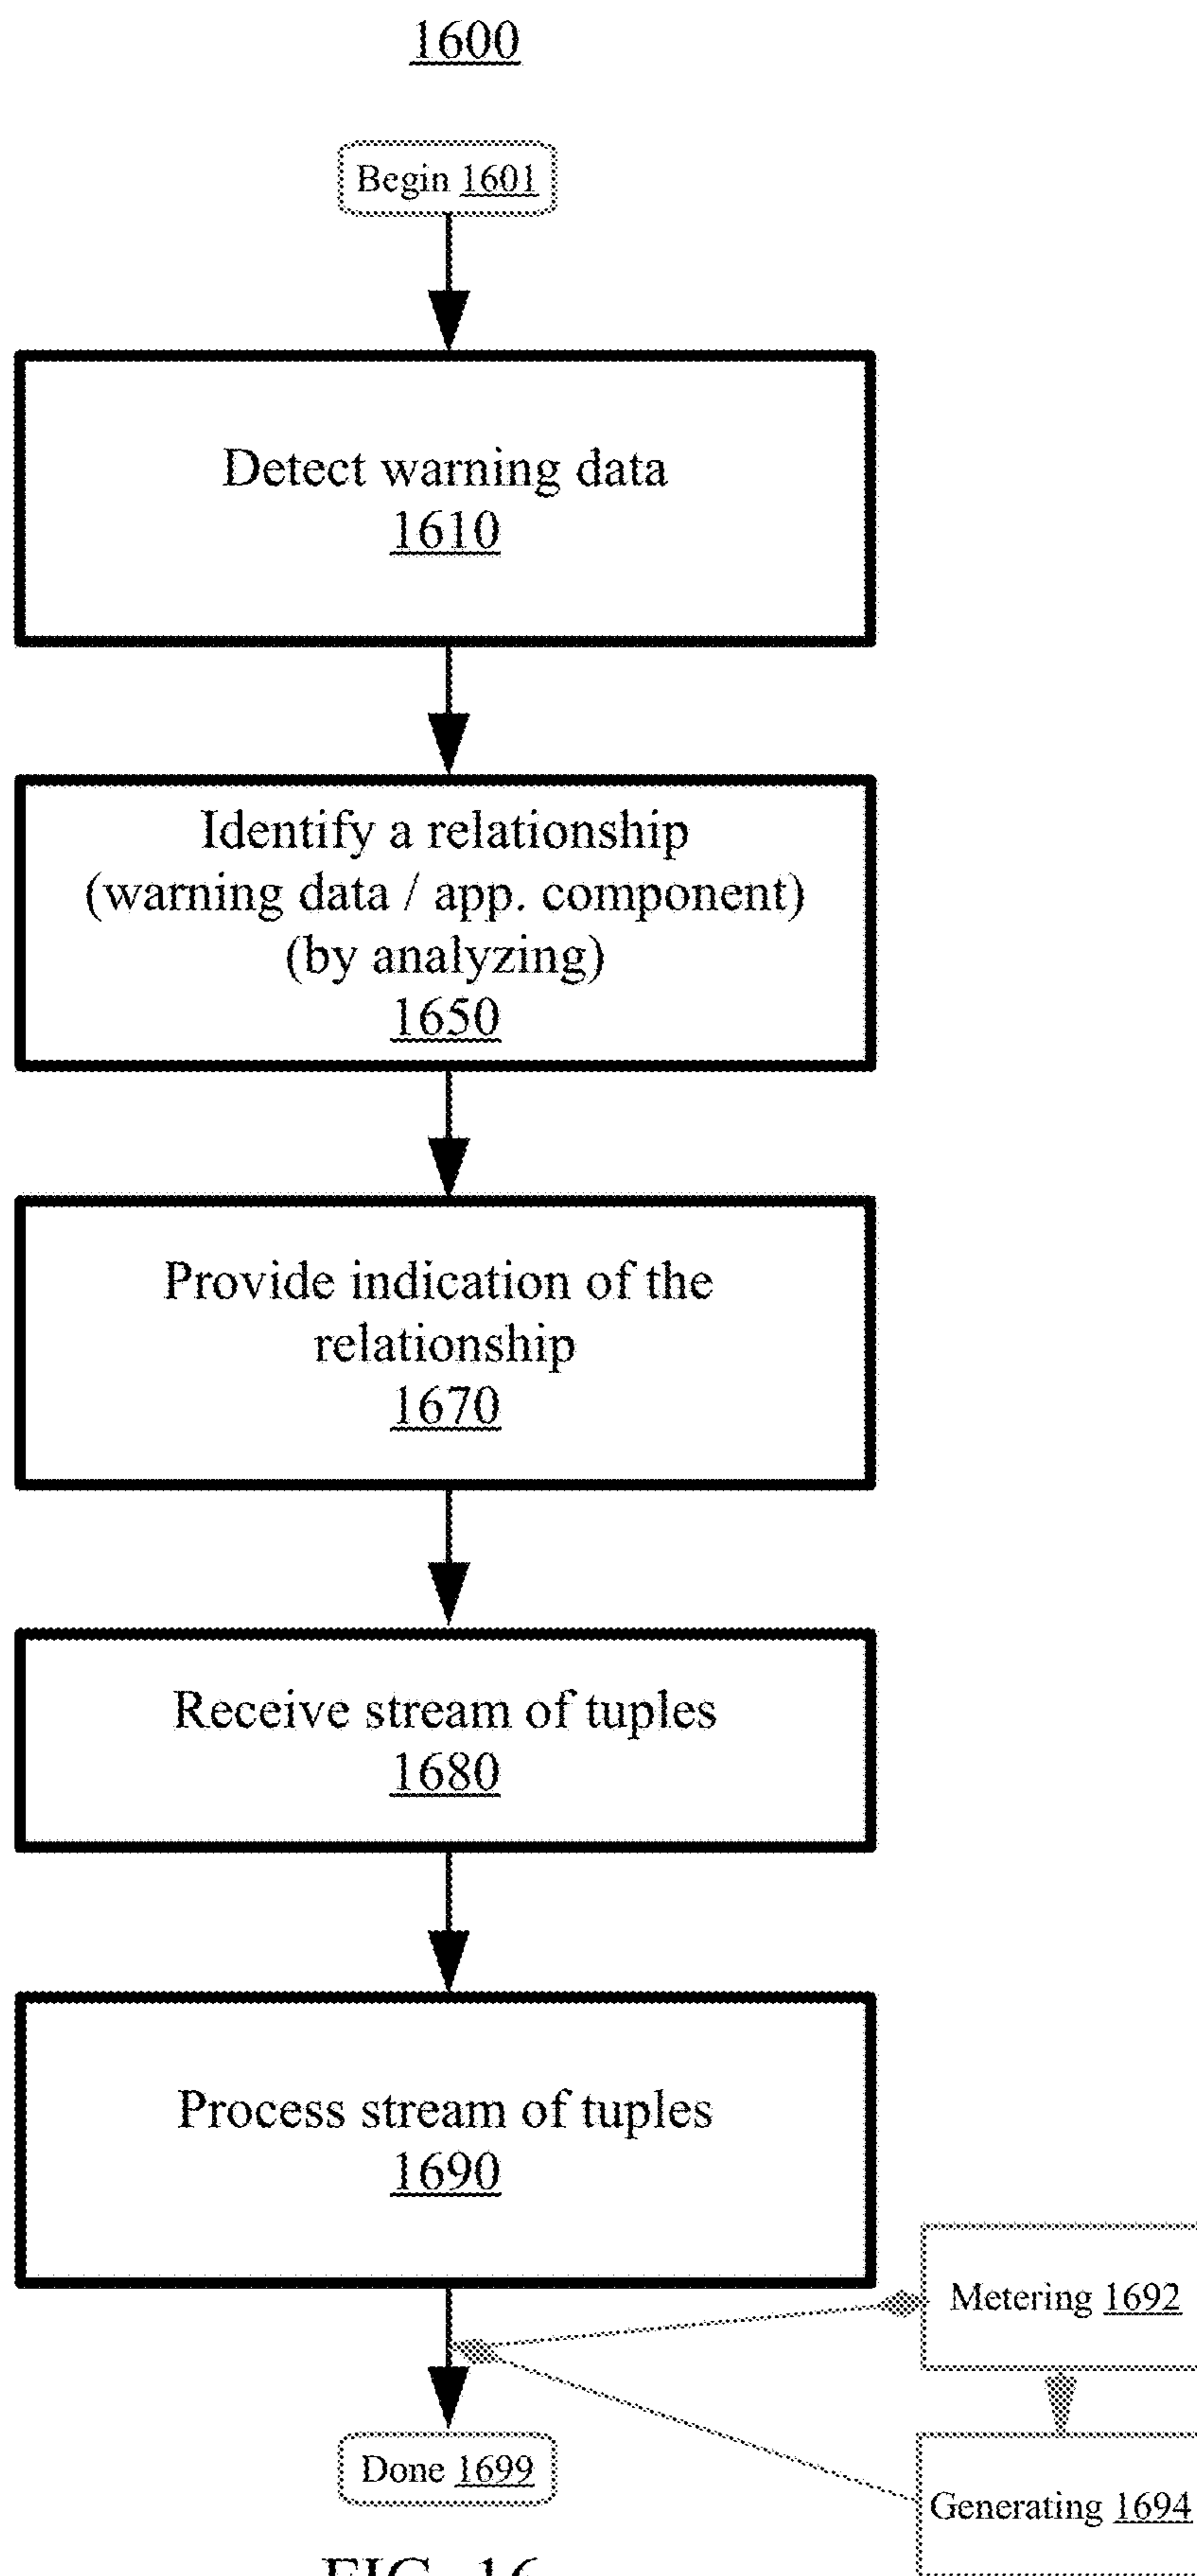 1600
Begin 1601
Detect warning data
1610
Identify a relationship
(warning data / app. component)
(by analyzing)
1650
Provide indication of the
relationship
1670
Receive stream of tuples
1680
Process stream of tuples
1690
Metering 1692
Done 1699
Generating 1694
FIG. 16